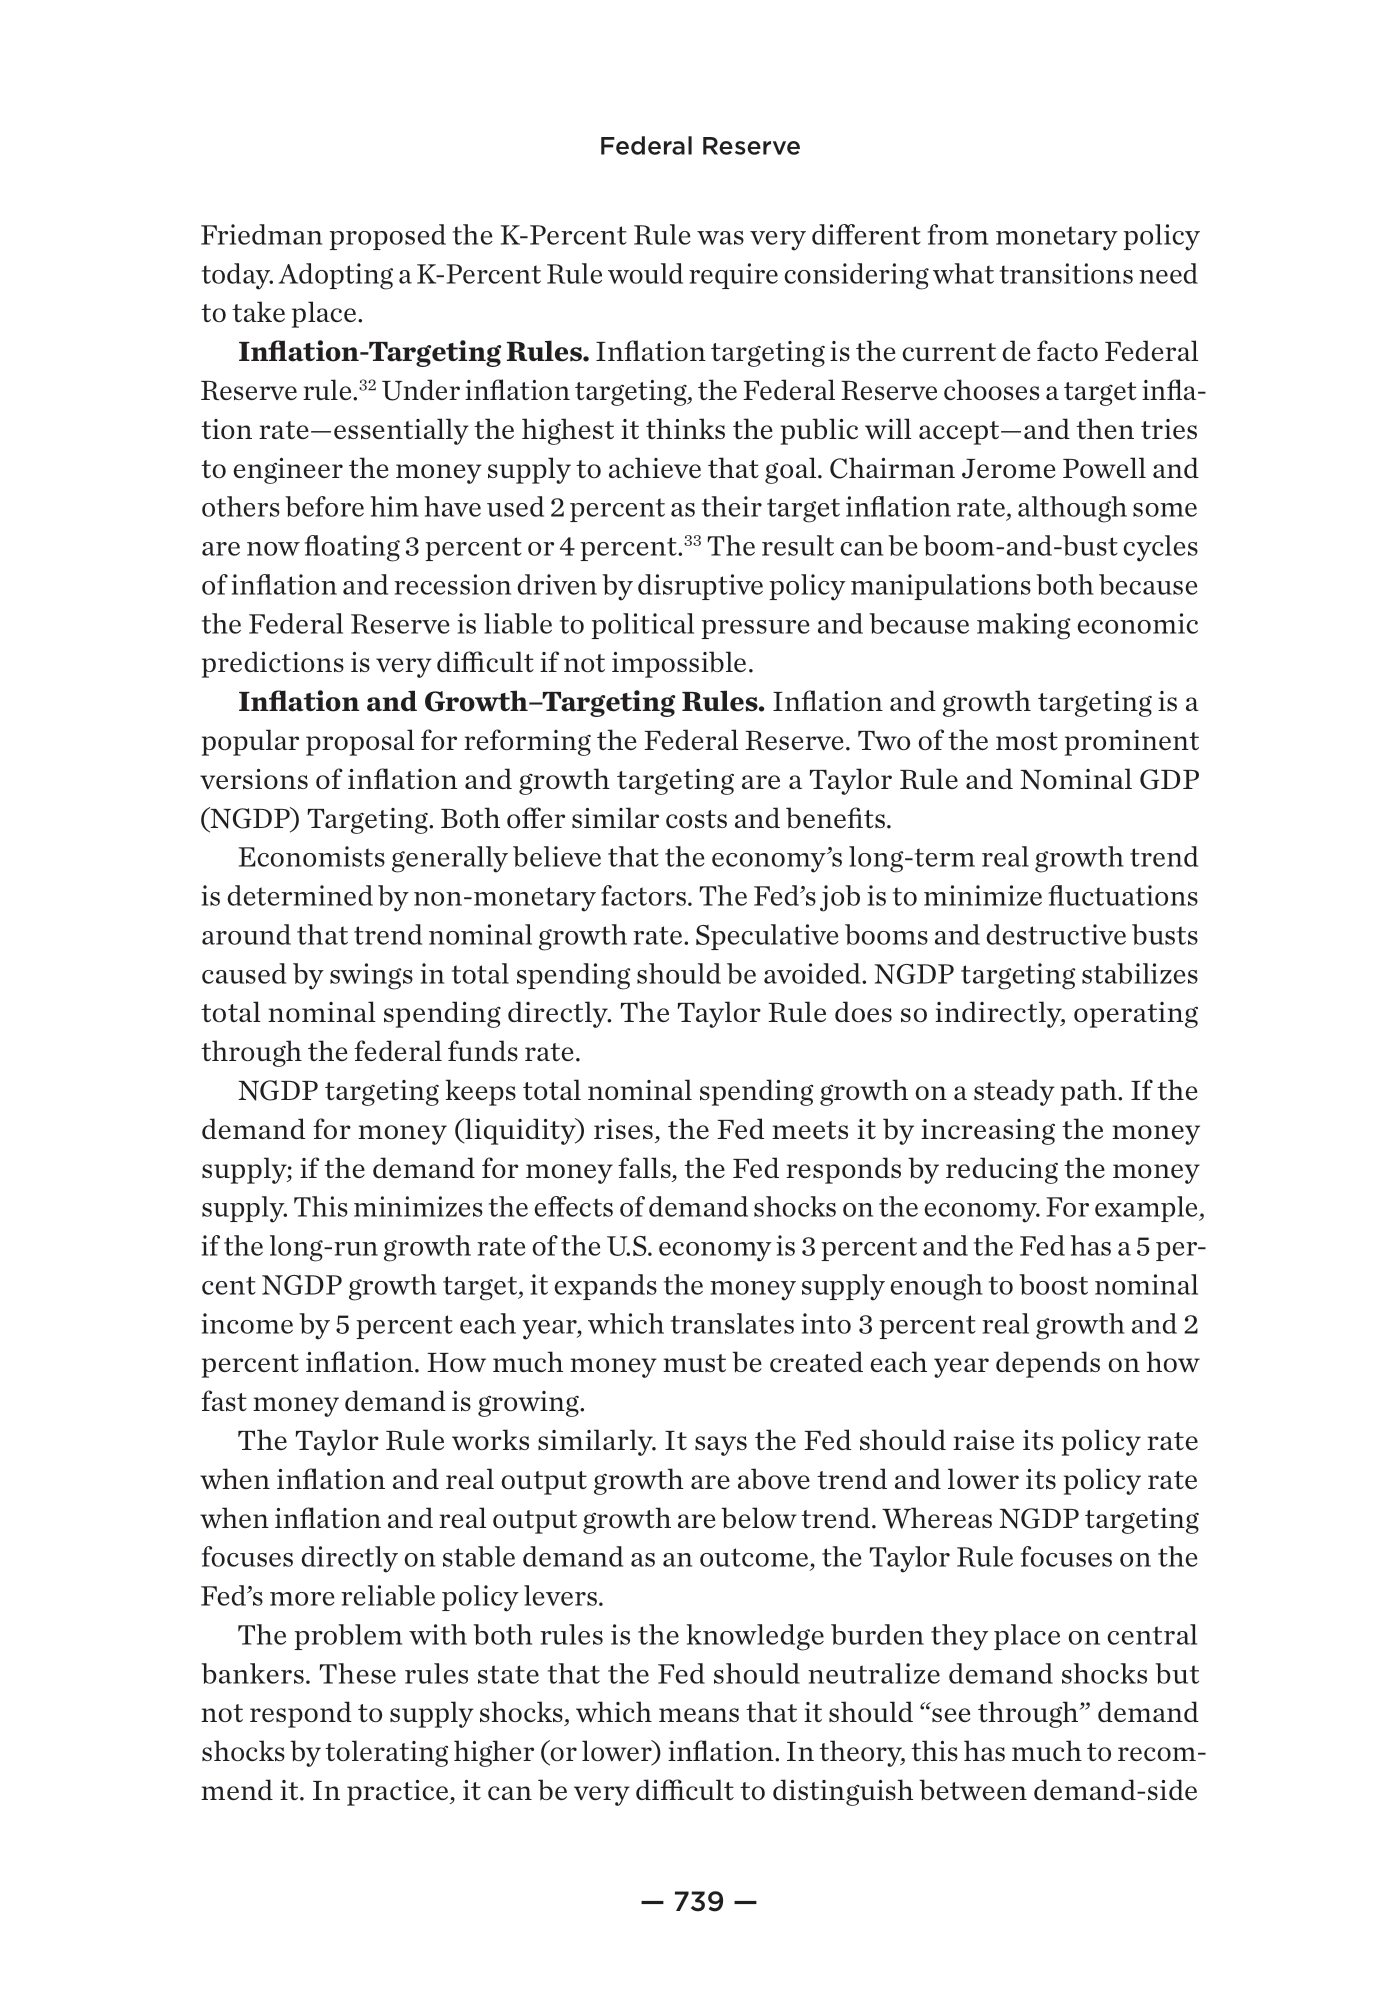 Federal Reserve
Friedman proposed the K-Percent Rule was very different from monetary policy
today. Adopting a K-Percent Rule would require considering what transitions need
to take place.
Inflation-Targeting Rules. Inflation targeting is the current de facto Federal
Reserve rule.32 Under inflation targeting, the Federal Reserve chooses a target infla-
tion rate—essentially the highest it thinks the public will accept—and then tries
to engineer the money supply to achieve that goal. Chairman Jerome Powell and
others before him have used 2 percent as their target inflation rate, although some
are now floating 3 percent or 4 percent.33 The result can be boom-and-bust cycles
of inflation and recession driven by disruptive policy manipulations both because
the Federal Reserve is liable to political pressure and because making economic
predictions is very difficult if not impossible.
Inflation and Growth–Targeting Rules. Inflation and growth targeting is a
popular proposal for reforming the Federal Reserve. Two of the most prominent
versions of inflation and growth targeting are a Taylor Rule and Nominal GDP
(NGDP) Targeting. Both offer similar costs and benefits.
Economists generally believe that the economy’s long-term real growth trend
is determined by non-monetary factors. The Fed’s job is to minimize fluctuations
around that trend nominal growth rate. Speculative booms and destructive busts
caused by swings in total spending should be avoided. NGDP targeting stabilizes
total nominal spending directly. The Taylor Rule does so indirectly, operating
through the federal funds rate.
NGDP targeting keeps total nominal spending growth on a steady path. If the
demand for money (liquidity) rises, the Fed meets it by increasing the money
supply; if the demand for money falls, the Fed responds by reducing the money
supply. This minimizes the effects of demand shocks on the economy. For example,
if the long-run growth rate of the U.S. economy is 3 percent and the Fed has a 5 per-
cent NGDP growth target, it expands the money supply enough to boost nominal
income by 5 percent each year, which translates into 3 percent real growth and 2
percent inflation. How much money must be created each year depends on how
fast money demand is growing.
The Taylor Rule works similarly. It says the Fed should raise its policy rate
when inflation and real output growth are above trend and lower its policy rate
when inflation and real output growth are below trend. Whereas NGDP targeting
focuses directly on stable demand as an outcome, the Taylor Rule focuses on the
Fed’s more reliable policy levers.
The problem with both rules is the knowledge burden they place on central
bankers. These rules state that the Fed should neutralize demand shocks but
not respond to supply shocks, which means that it should “see through” demand
shocks by tolerating higher (or lower) inflation. In theory, this has much to recom-
mend it. In practice, it can be very difficult to distinguish between demand-side
— 739 —